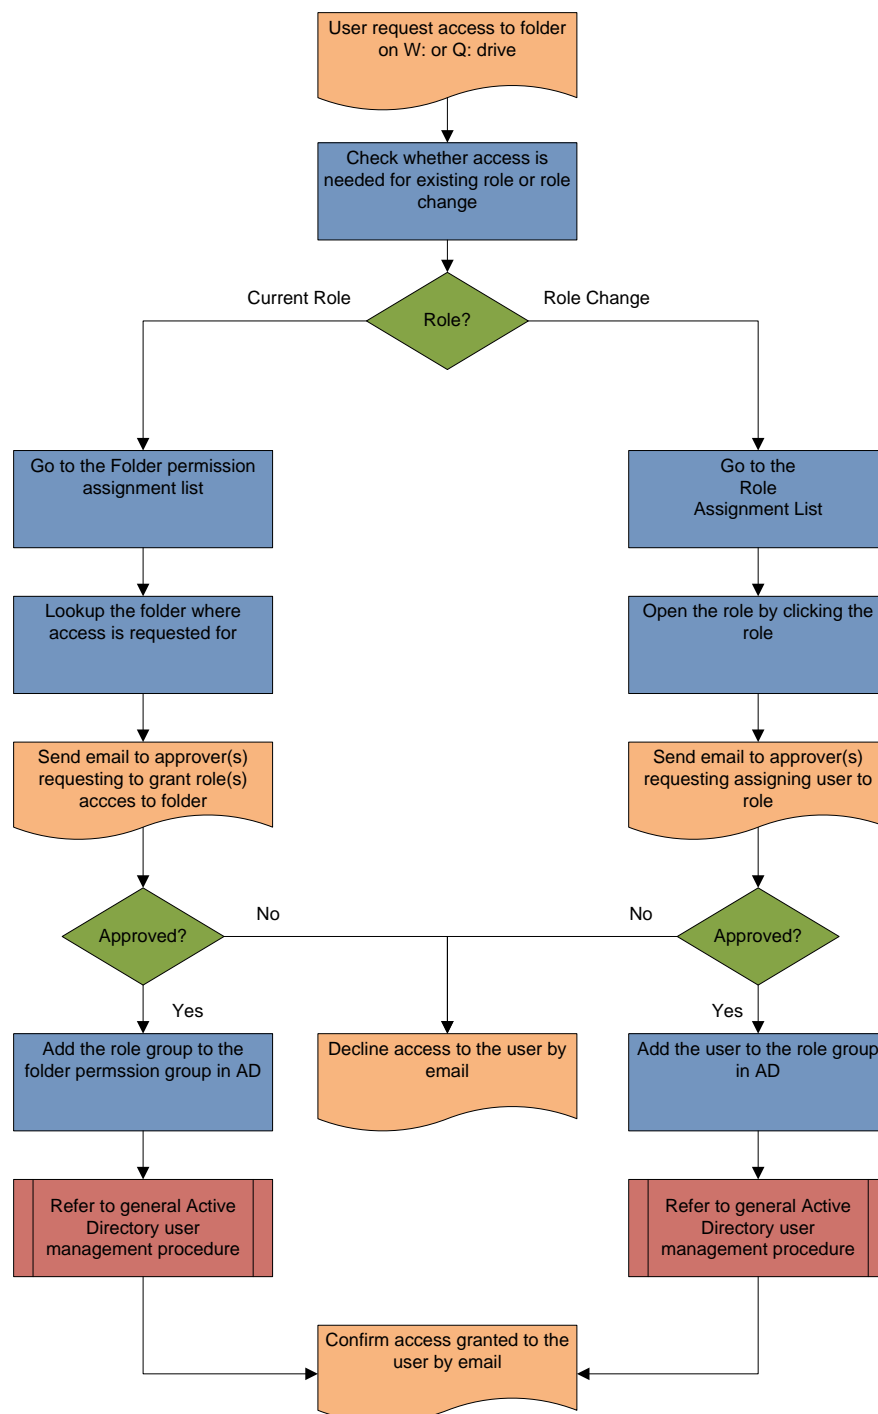 User request access to folder
on W: or Q: drive
Check whether access is
needed for existing role or role
change
Current Role
Role Change
Role?
Go to the Folder permission
assignment list
Go to the
Role
Assignment List
Lookup the folder where
access is requested for
Open the role by clicking the
role
Send email to approver(s)
requesting to grant role(s)
accces to folder
Send email to approver(s)
requesting assigning user to
role
No
No
Approved?
Approved?
Yes
Yes
Add the role group to the
folder permssion group in AD
Decline access to the user by
email
Add the user to the role group
in AD
Refer to general Active
Directory user
management procedure
Refer to general Active
Directory user
management procedure
Confirm access granted to the
user by email